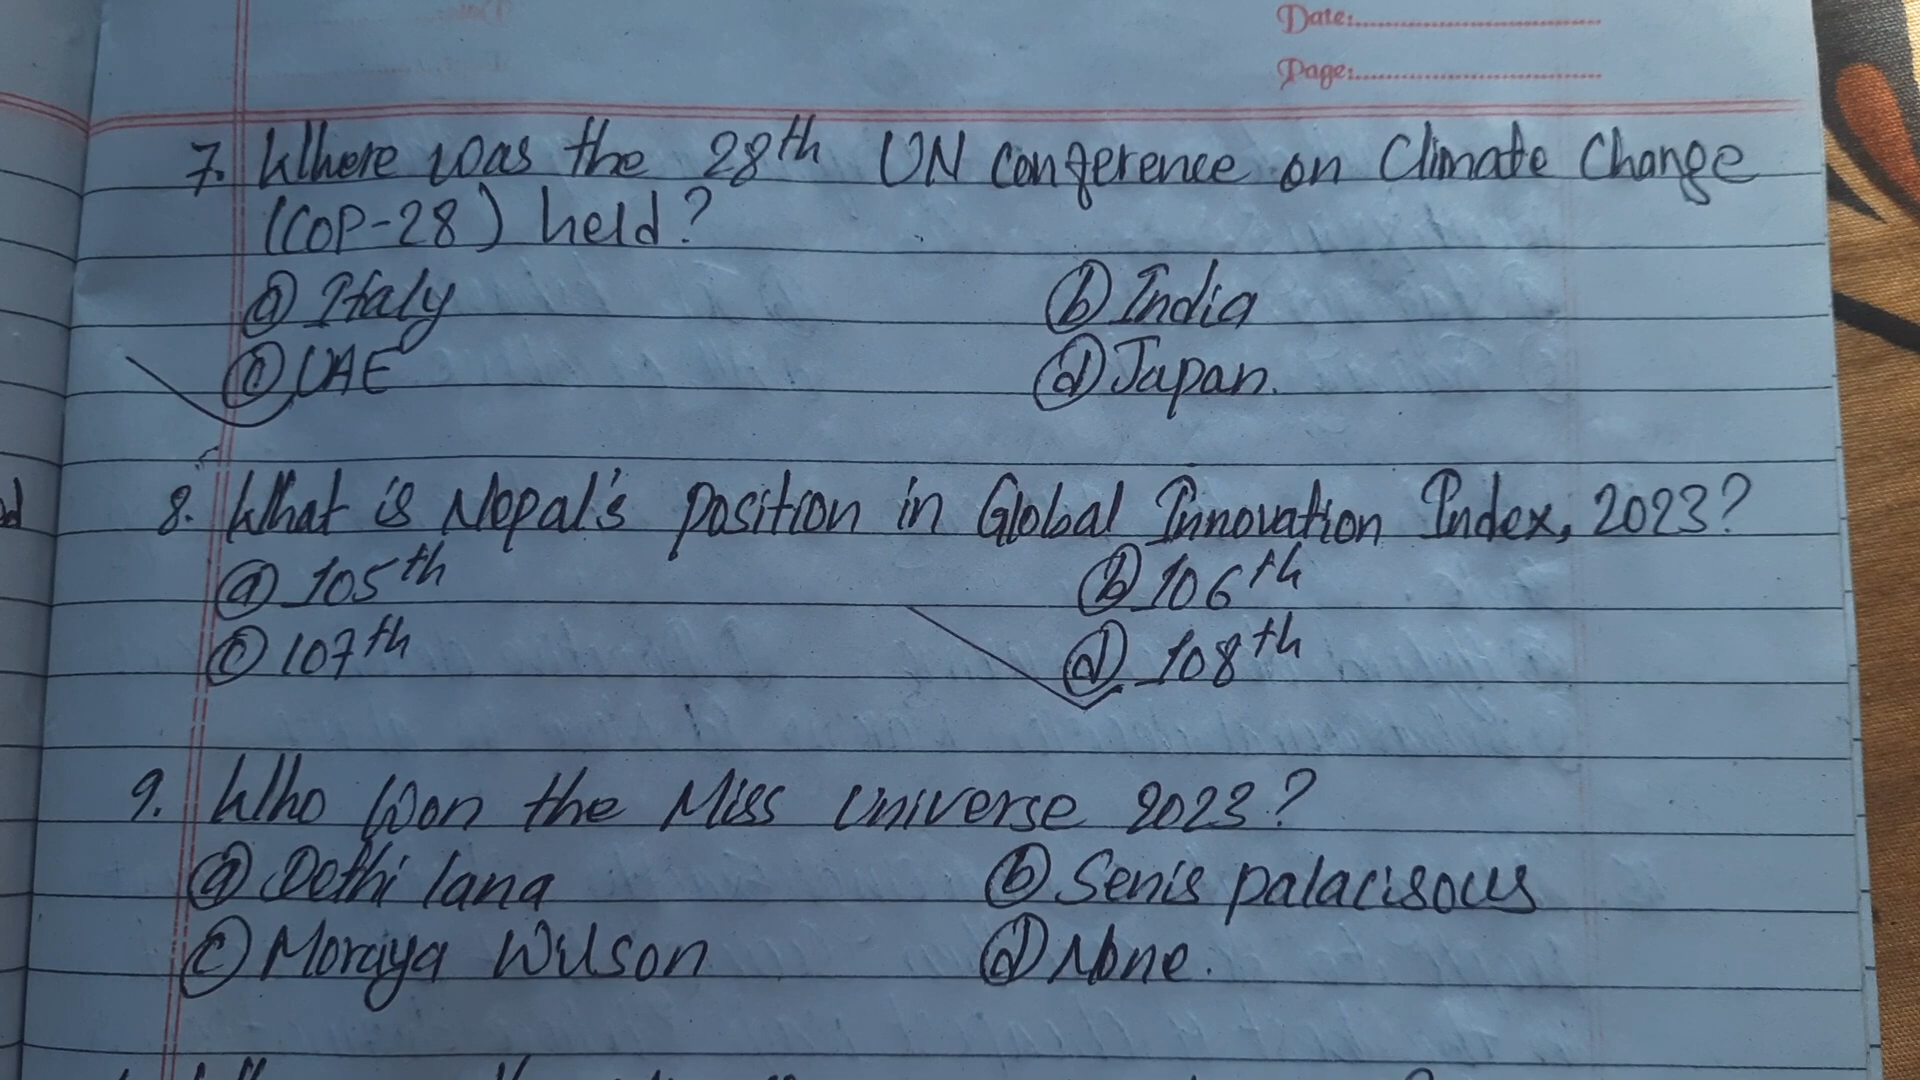 Date:
Page:
7. Where was the 28th UN conference on Climate Change
(COP-28) held?
ⓐ Italy ⓑ India
ⓒ UAE ⓓ Japan.
8. What is Nepal's position in Global Innovation Index, 2023?
ⓐ 105th ⓑ 106th
ⓒ 107th ⓓ 108th
9. Who won the Miss Universe 2023?
ⓐ Dothi lana ⓑ Senis palacisous
ⓒ Moraya Wilson ⓓ None.